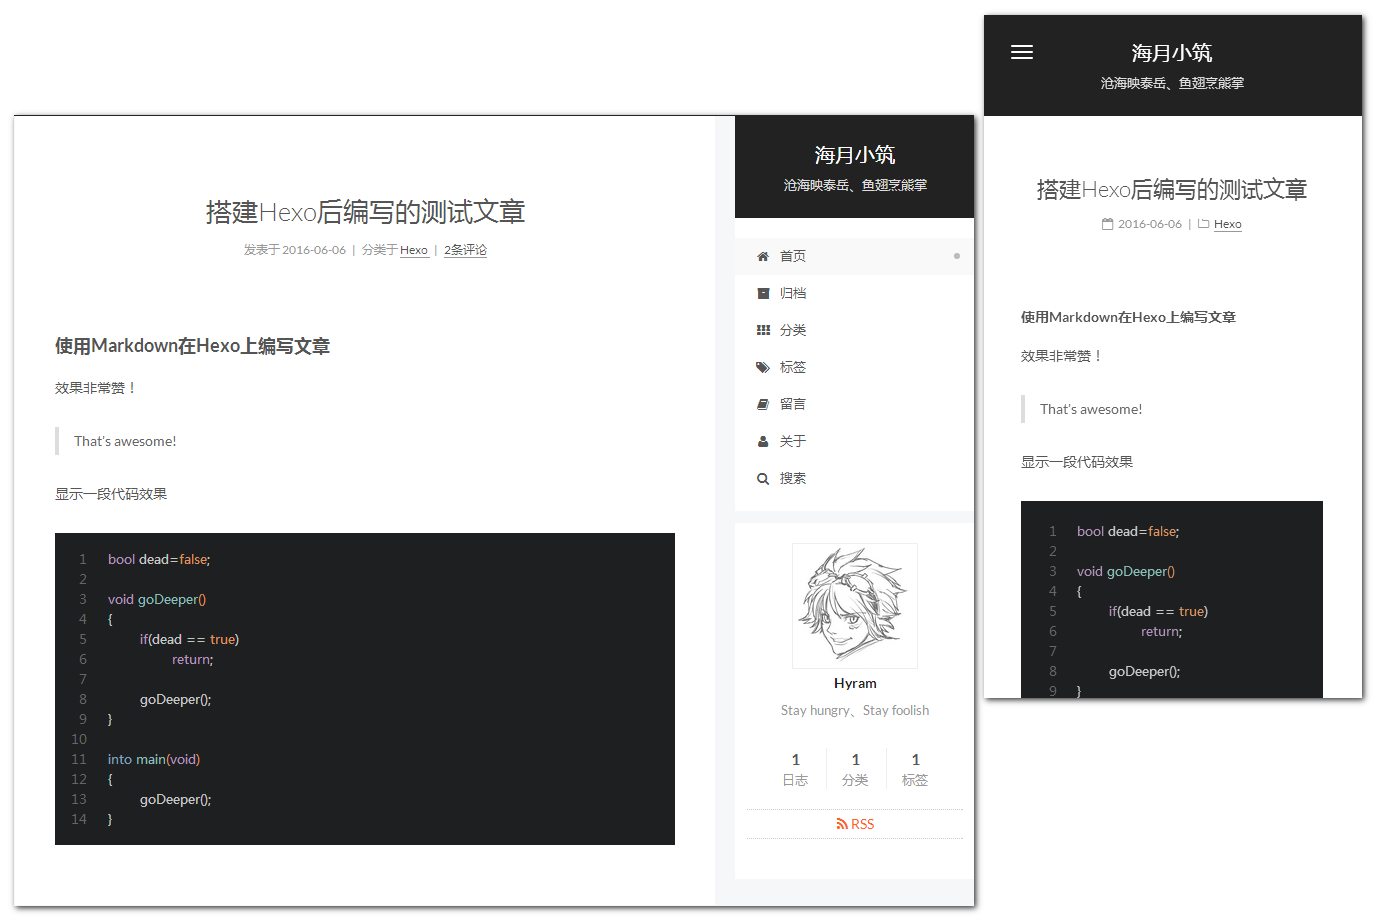 搭建Hexo后编写的测试文章
发表于 2016-06-06 | 分类于 Hexo | 2条评论
使用Markdown在Hexo上编写文章
效果非常赞！
That's awesome!
显示一段代码效果
1 bool dead=false;
2
3 void goDeeper()
4 {
5 if(dead == true)
6 return;
7
8 goDeeper();
9 }
10
11 into main(void)
12 {
13 goDeeper();
14 }
海月小筑
沧海映泰岳、鱼翅烹熊掌
首页
归档
分类
标签
留言
关于
搜索
Hyram
Stay hungry、Stay foolish
1 1 1
日志 分类 标签
RSS
海月小筑
沧海映泰岳、鱼翅烹熊掌
搭建Hexo后编写的测试文章
2016-06-06 | Hexo
使用Markdown在Hexo上编写文章
效果非常赞！
That's awesome!
显示一段代码效果
1 bool dead=false;
2
3 void goDeeper()
4 {
5 if(dead == true)
6 return;
7
8 goDeeper();
9 }